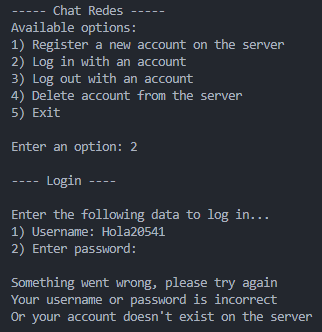 ----- Chat Redes -----
Available options:
1) Register a new account on the server
2) Log in with an account
3) Log out with an account
4) Delete account from the server
5) Exit
Enter an option: 2
---- Login ----
Enter the following data to log in...
1) Username: Hola20541
2) Enter password:
Something went wrong, please try again
Your username or password is incorrect
Or your account doesn't exist on the server